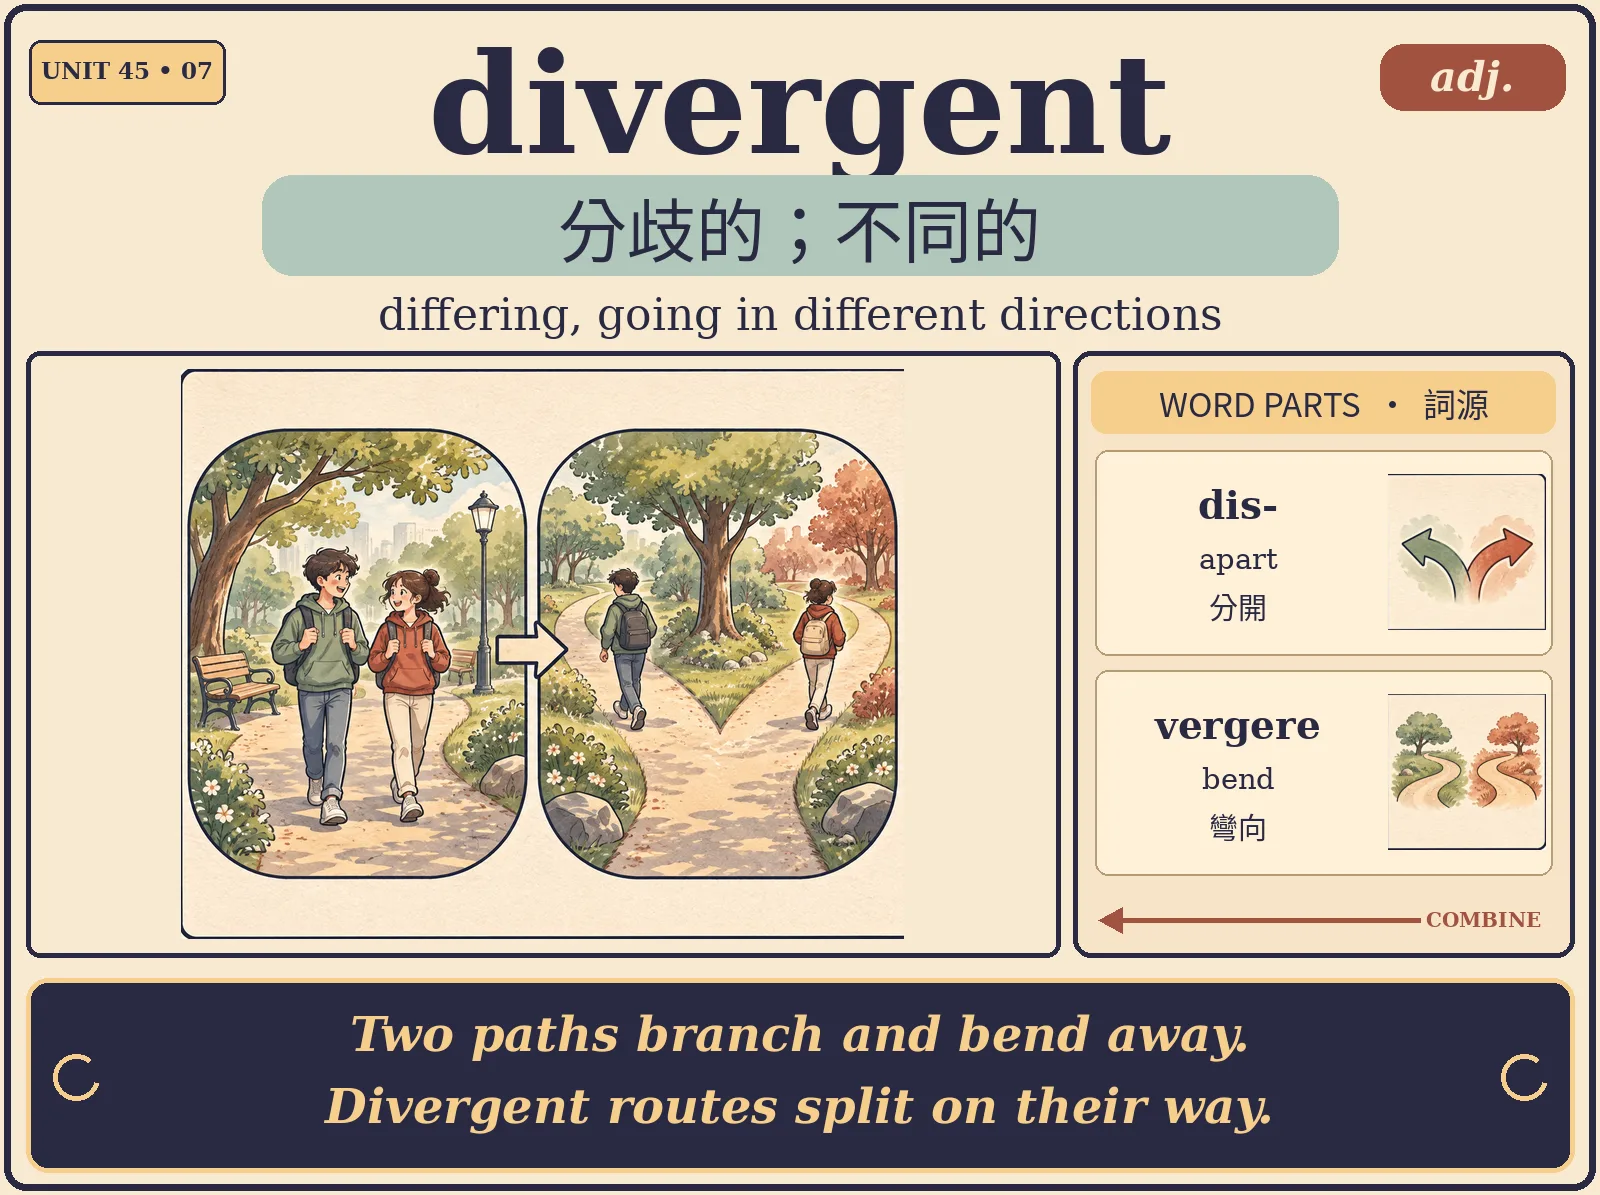 UNIT 45 • 07
divergent
adj.
分歧的；不同的
differing, going in different directions
WORD PARTS ・ 詞源
dis-
apart
分開
vergere
bend
彎向
COMBINE
Two paths branch and bend away.
Divergent routes split on their way.